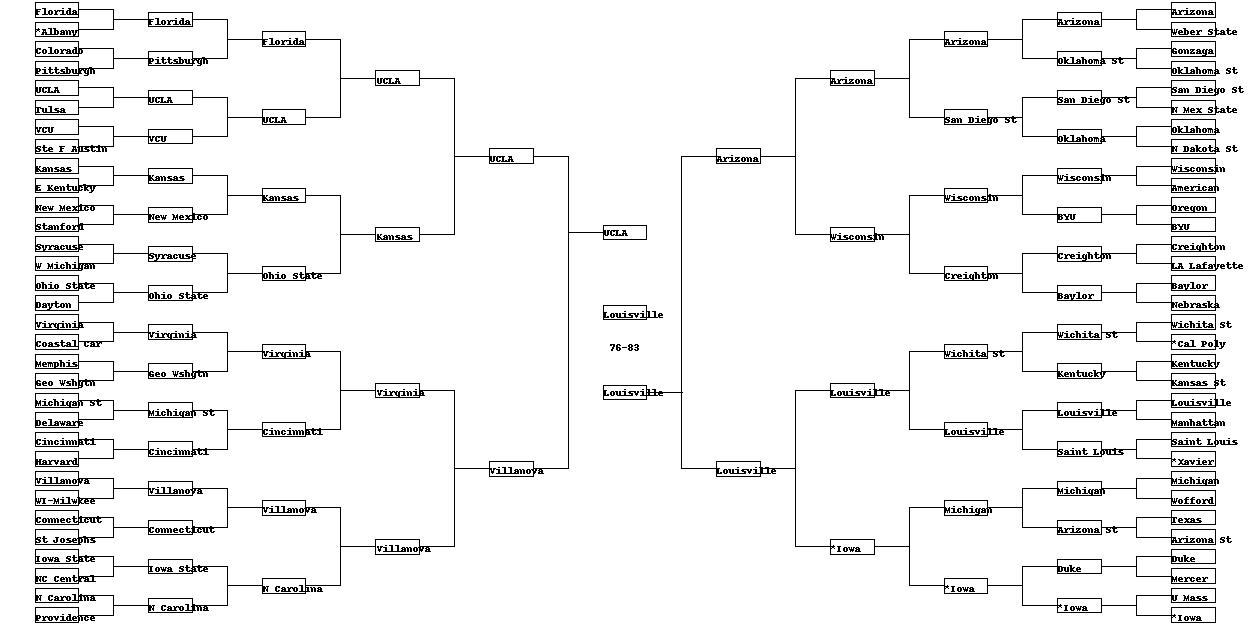 Florida
*Albany
Colorado
Pittsburgh
UCLA
Tulsa
VCU
Ste F Austin
Kansas
E Kentucky
New Mexico
Stanford
Syracuse
W Michigan
Ohio State
Dayton
Virginia
Coastal Car
Memphis
Geo Wshgtn
Michigan St
Delaware
Cincinnati
Harvard
Villanova
WI-Milwkee
Connecticut
St Josephs
Iowa State
NC Central
N Carolina
Providence
Florida
Pittsburgh
UCLA
VCU
Kansas
New Mexico
Syracuse
Ohio State
Virginia
Geo Wshgtn
Michigan St
Cincinnati
Villanova
Connecticut
Iowa State
N Carolina
Florida
UCLA
Kansas
Ohio State
Virginia
Cincinnati
Villanova
N Carolina
UCLA
Kansas
Virginia
Villanova
UCLA
Villanova
UCLA
Louisville
76-83
Louisville
Arizona
Louisville
Arizona
Wisconsin
Louisville
*Iowa
Arizona
San Diego St
Wisconsin
Creighton
Wichita St
Louisville
Michigan
*Iowa
Arizona
Oklahoma St
San Diego St
Oklahoma
Wisconsin
BYU
Creighton
Baylor
Wichita St
Kentucky
Louisville
Saint Louis
Michigan
Arizona St
Duke
*Iowa
Arizona
Weber State
Gonzaga
Oklahoma St
San Diego St
N Mex State
Oklahoma
N Dakota St
Wisconsin
American
Oregon
BYU
Creighton
LA Lafayette
Baylor
Nebraska
Wichita St
*Cal Poly
Kentucky
Kansas St
Louisville
Manhattan
Saint Louis
*Xavier
Michigan
Wofford
Texas
Arizona St
Duke
Mercer
U Mass
*Iowa